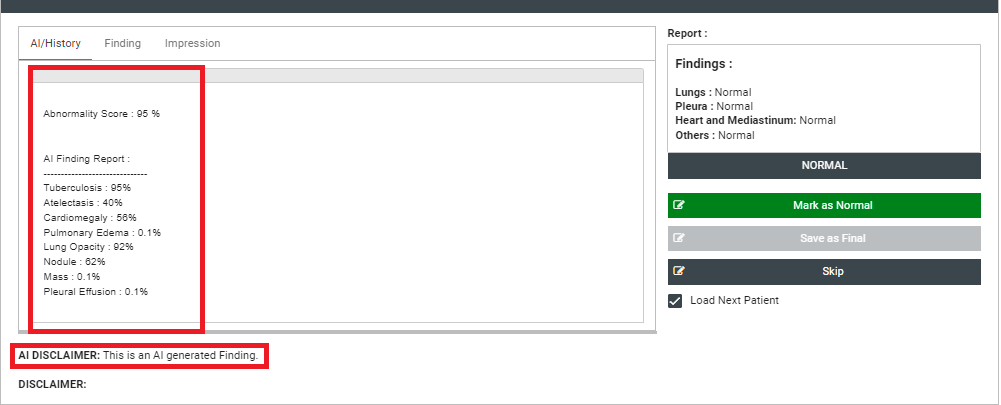 AI/History Finding Impression
Abnormality Score : 95 %
AI Finding Report :
------------------------------
Tuberculosis : 95%
Atelectasis : 40%
Cardiomegaly : 56%
Pulmonary Edema : 0.1%
Lung Opacity : 92%
Nodule : 62%
Mass : 0.1%
Pleural Effusion : 0.1%
AI DISCLAIMER: This is an AI generated Finding.
DISCLAIMER:
Report :
Findings :
Lungs : Normal
Pleura : Normal
Heart and Mediastinum: Normal
Others : Normal
NORMAL
Mark as Normal
Save as Final
Skip
Load Next Patient